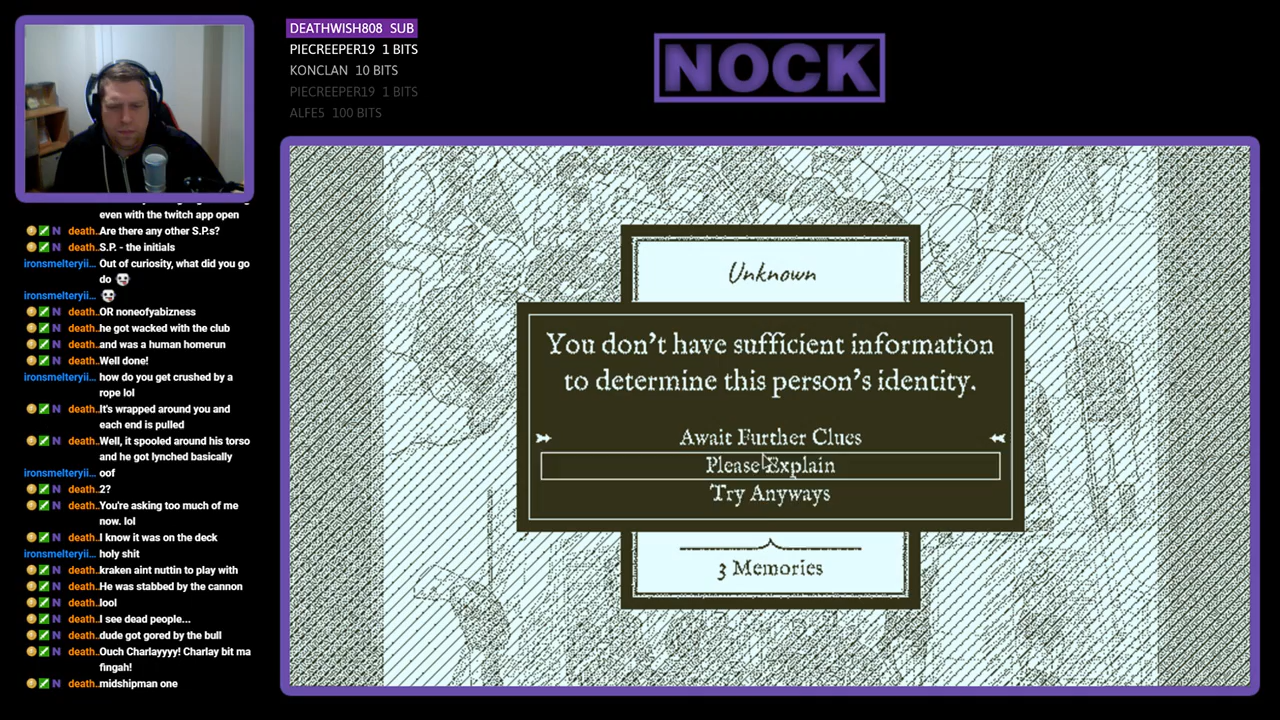 DEATHWISH808 SUB
PIECREEPER19 1 BITS
KONCLAN 10 BITS
PIECREEPER19 1 BITS
ALFE5 100 BITS
NOCK
even with the twitch app open
death.. Are there any other S.P.s?
death.. S.P. - the initials
ironsmelteryii... Out of curiosity, what did you go
do
ironsmelteryii...
death.. OR noneofyabizness
death.. he got wacked with the club
death.. and was a human homerun
death.. Well done!
ironsmelteryii... how do you get crushed by a
rope lol
death.. It's wrapped around you and
each end is pulled
death.. Well, it spooled around his torso
and he got lynched basically
ironsmelteryii... oof
death.. 2?
death.. You're asking too much of me
now. lol
death.. I know it was on the deck
ironsmelteryii... holy shit
death.. kraken aint nuttin to play with
death.. He was stabbed by the cannon
death.. lool
death.. I see dead people...
death.. dude got gored by the bull
death.. Ouch Charlayyyy! Charlay bit ma
fingah!
death.. midshipman one
Unknown
You don't have sufficient information
to determine this person's identity.
Await Further Clues
Please Explain
Try Anyways
3 Memories